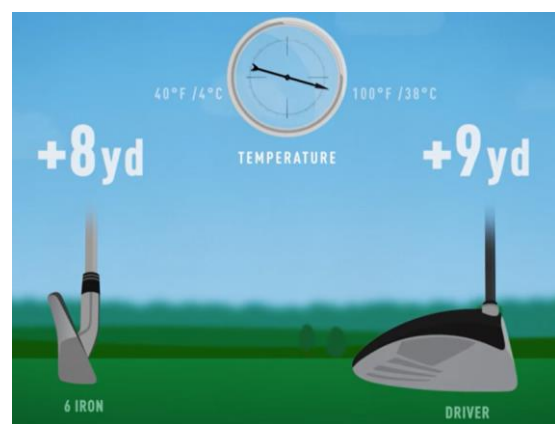 40°F /4°C
100°F /38°C
+8yd
TEMPERATURE
+9yd
6 IRON
DRIVER